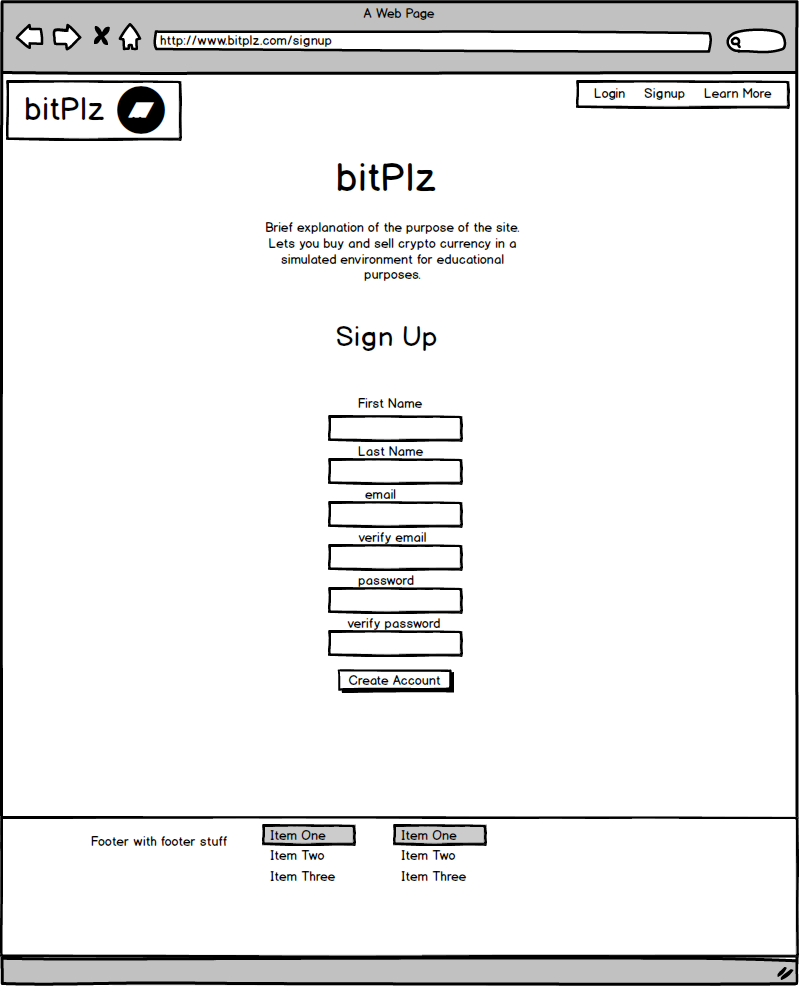 A Web Page
http://www.bitplz.com/signup
bitPlz
Login Signup Learn More
bitPlz
Brief explanation of the purpose of the site.
Lets you buy and sell crypto currency in a
simulated environment for educational
purposes.
Sign Up
First Name
Last Name
email
verify email
password
verify password
Create Account
Footer with footer stuff
Item One
Item Two
Item Three
Item One
Item Two
Item Three